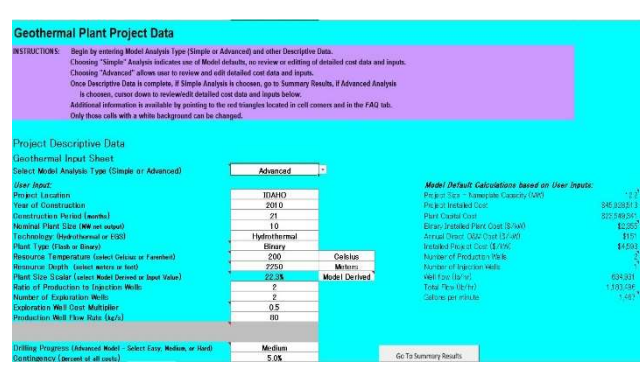 Geothermal Plant Project Data
INSTRUCTIONS: Begin by entering Model Analysis Type (Simple or Advanced) and other Descriptive Data.
Choosing "Simple" Analysis indicates use of Model defaults, no review or editing of detailed cost data and inputs.
Choosing "Advanced" allows user to review and edit detailed cost data and inputs.
Once Descriptive Data is complete, if Simple Analysis is choosen, go to Summary Results, if Advanced Analysis
is choosen, cursor down to review/edit detailed cost data and inputs below.
Additional information is available by pointing to the red triangles located in cell corners and in the FAQ tab.
Only those cells with a white background can be changed.
Project Descriptive Data
Geothermal Input Sheet
Select Model Analysis Type (Simple or Advanced) Advanced
User Input: Model Default Calculations based on User Inputs:
Project Location IDAHO Project Size - Nameplate Capacity (MW)
Year of Construction 2010 Project Installed Cost
Construction Period (months) 21 Plant Capital Cost
Nominal Plant Size (MW net output) 10 Binary Installed Plant Cost ($/kW)
Technology: (Hydrothermal or EGS) Hydrothermal Annual Direct O&M Cost ($/kW) $151
Plant Type (Flash or Binary) Binary Installed Project Cost ($/kW) $4,593
Resource Temperature (select Celsius or Farenheit) 200 Celsius Number of Production Wells
Resource Depth (select meters or feet) 2250 Meters Number of Injection Wells
Plant Size Scalar (select Model Derived or Input Value) 22.3% Model Derived Well flow (lb/hr) 634,931
Ratio of Production to Injection Wells 2 Total Flow (lb/hr)
Number of Exploration Wells 2 Gallons per minute 1,487
Exploration Well Cost Multiplier 0.5
Production Well Flow Rate (kg/s) 80
Drilling Progress (Advanced Model - Select Easy, Medium, or Hard) Medium
Contingency (percent of all costs) 5.0% Go To Summary Results